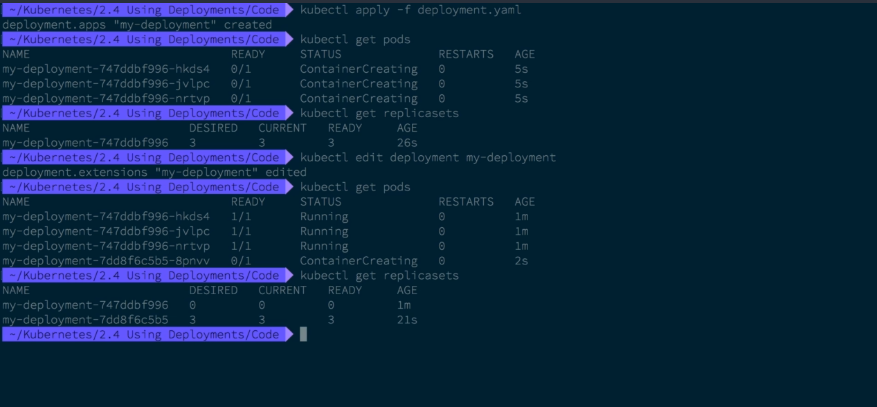 ~/Kubernetes/2.4 Using Deployments/Code kubectl apply -f deployment.yaml
deployment.apps "my-deployment" created
~/Kubernetes/2.4 Using Deployments/Code kubectl get pods
NAME READY STATUS RESTARTS AGE
my-deployment-747ddbf996-hkds4 0/1 ContainerCreating 0 5s
my-deployment-747ddbf996-jvlpc 0/1 ContainerCreating 0 5s
my-deployment-747ddbf996-nrtvp 0/1 ContainerCreating 0 5s
~/Kubernetes/2.4 Using Deployments/Code kubectl get replicasets
NAME DESIRED CURRENT READY AGE
my-deployment-747ddbf996 3 3 3 26s
~/Kubernetes/2.4 Using Deployments/Code kubectl edit deployment my-deployment
deployment.extensions "my-deployment" edited
~/Kubernetes/2.4 Using Deployments/Code kubectl get pods
NAME READY STATUS RESTARTS AGE
my-deployment-747ddbf996-hkds4 1/1 Running 0 1m
my-deployment-747ddbf996-jvlpc 1/1 Running 0 1m
my-deployment-747ddbf996-nrtvp 1/1 Running 0 1m
my-deployment-7dd8f6c5b5-8pnvv 0/1 ContainerCreating 0 2s
~/Kubernetes/2.4 Using Deployments/Code kubectl get replicasets
NAME DESIRED CURRENT READY AGE
my-deployment-747ddbf996 0 0 0 1m
my-deployment-7dd8f6c5b5 3 3 3 21s
~/Kubernetes/2.4 Using Deployments/Code